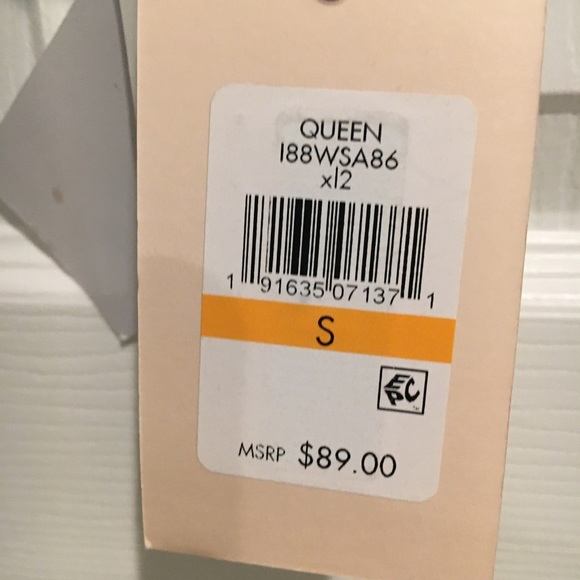 QUEEN
I88WSA86
xl2
1 91635 07137 1
S
EPC
MSRP $89.00